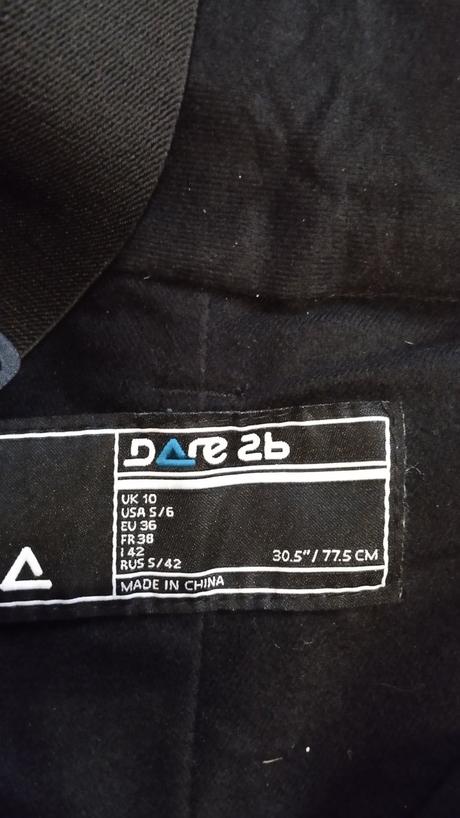 Dare 2b
UK 10
USA S/6
EU 36
FR 38
I 42
RUS S/42
30.5"/77.5 CM
MADE IN CHINA